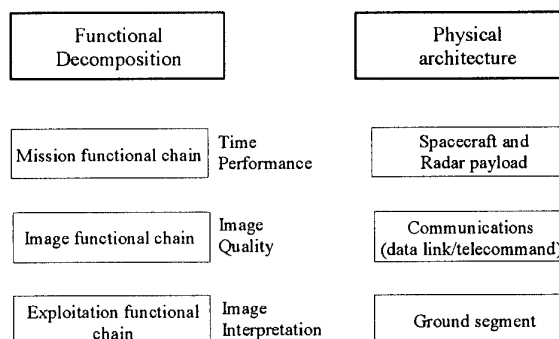 Functional
Decomposition
Physical
architecture
Mission functional chain
Time
Performance
Spacecraft and
Radar payload
Image functional chain
Image
Quality
Communications
(data link/telecommand)
Exploitation functional
chain
Image
Interpretation
Ground segment